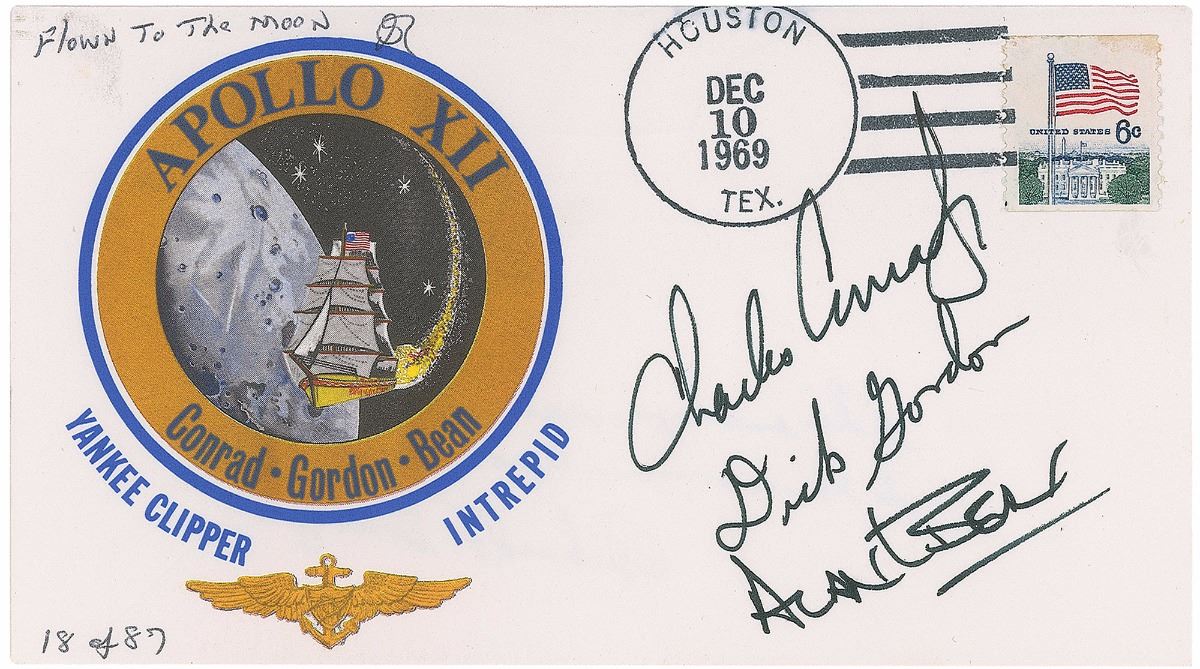 Flown To The Moon
APOLLO XII
Conrad · Gordon · Bean
YANKEE CLIPPER
INTREPID
18 of 87
HOUSTON
DEC
10
1969
TEX.
UNITED STATES 6c
Charles Conrad Jr
Dick Gordon
Alan L Bean